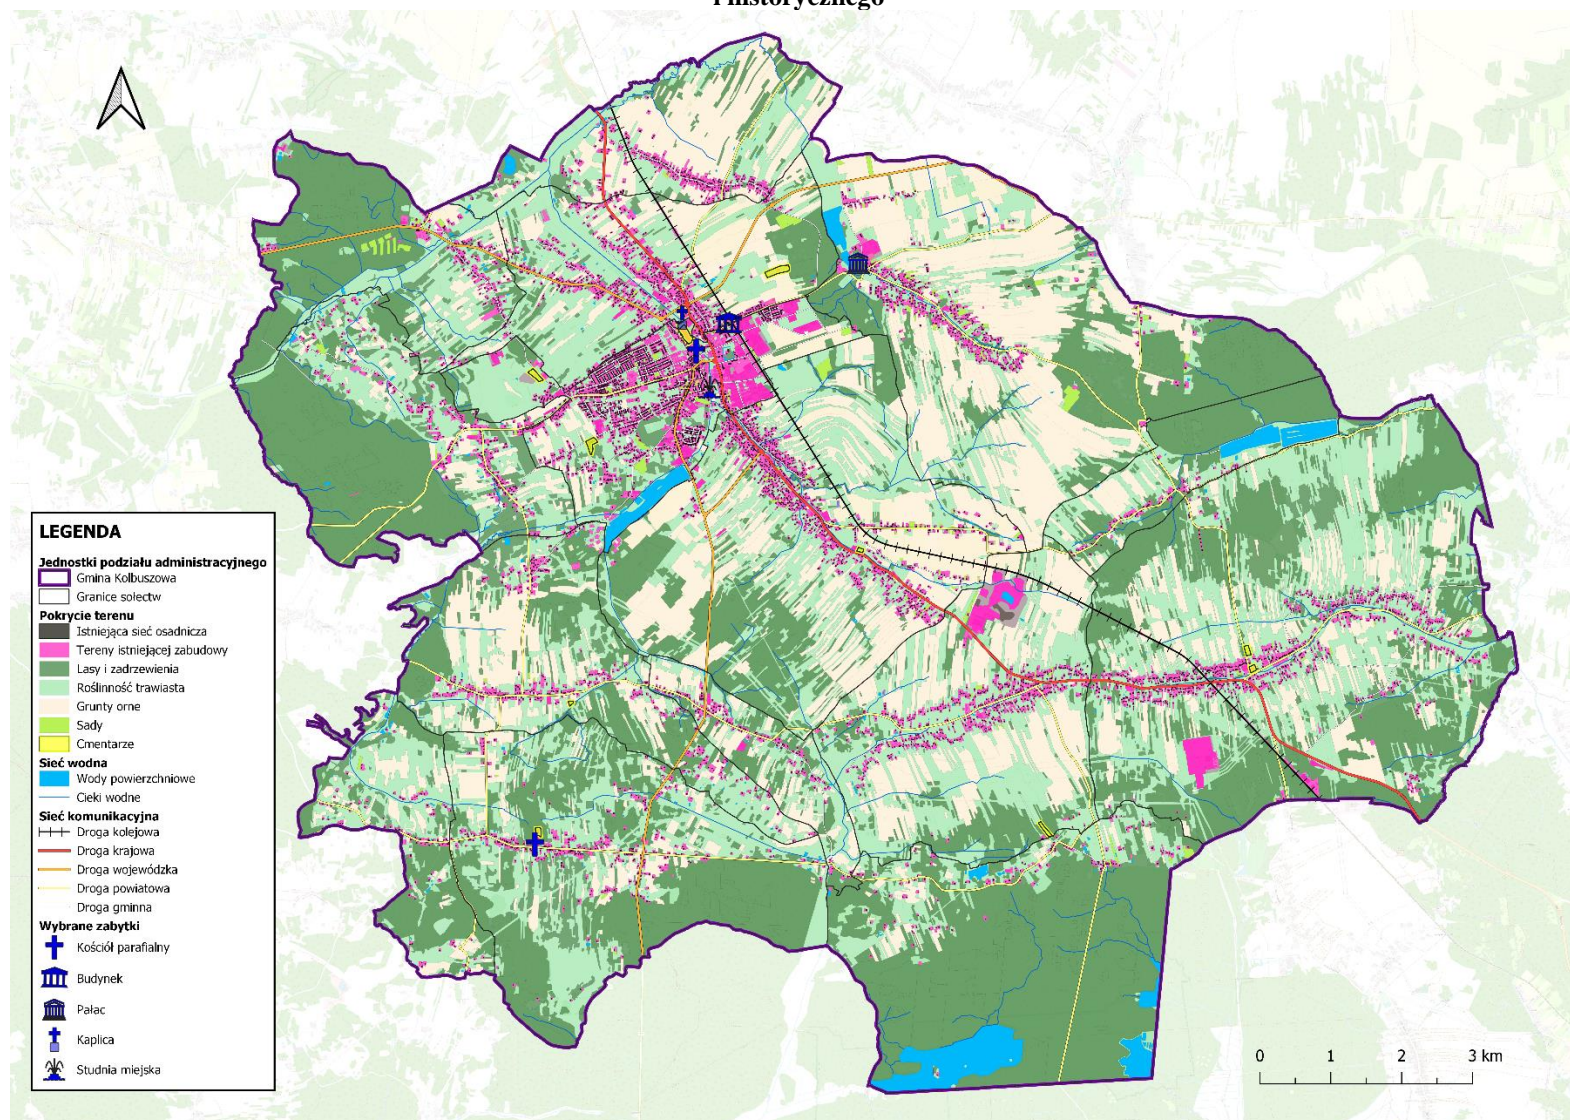 i historycznego
LEGENDA
Jednostki podziału administracyjnego
Gmina Kolbuszowa
Granice sołectw
Pokrycie terenu
Istniejąca sieć osadnicza
Tereny istniejącej zabudowy
Lasy i zadrzewienia
Roślinność trawiasta
Grunty orne
Sady
Cmentarze
Sieć wodna
Wody powierzchniowe
Cieki wodne
Sieć komunikacyjna
Droga kolejowa
Droga krajowa
Droga wojewódzka
Droga powiatowa
Droga gminna
Wybrane zabytki
Kościół parafialny
Budynek
Pałac
Kaplica
Studnia miejska
0 1 2 3 km